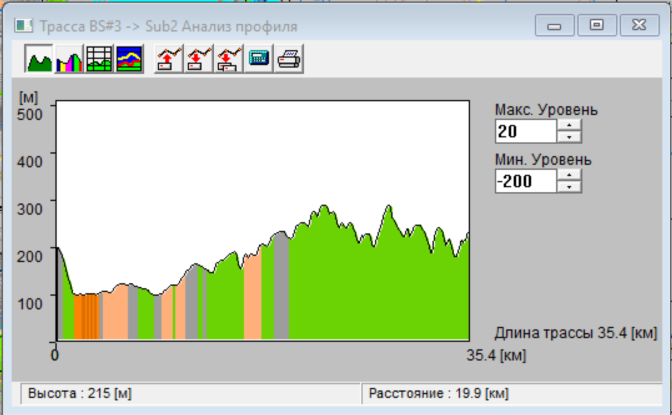 Трасса BS#3 -> Sub2 Анализ профиля
[м]
500
400
300
200
100
0
35.4 [км]
Макс. Уровень
20
Мин. Уровень
-200
Длина трассы 35.4 [км]
Высота : 215 [м]
Расстояние : 19.9 [км]